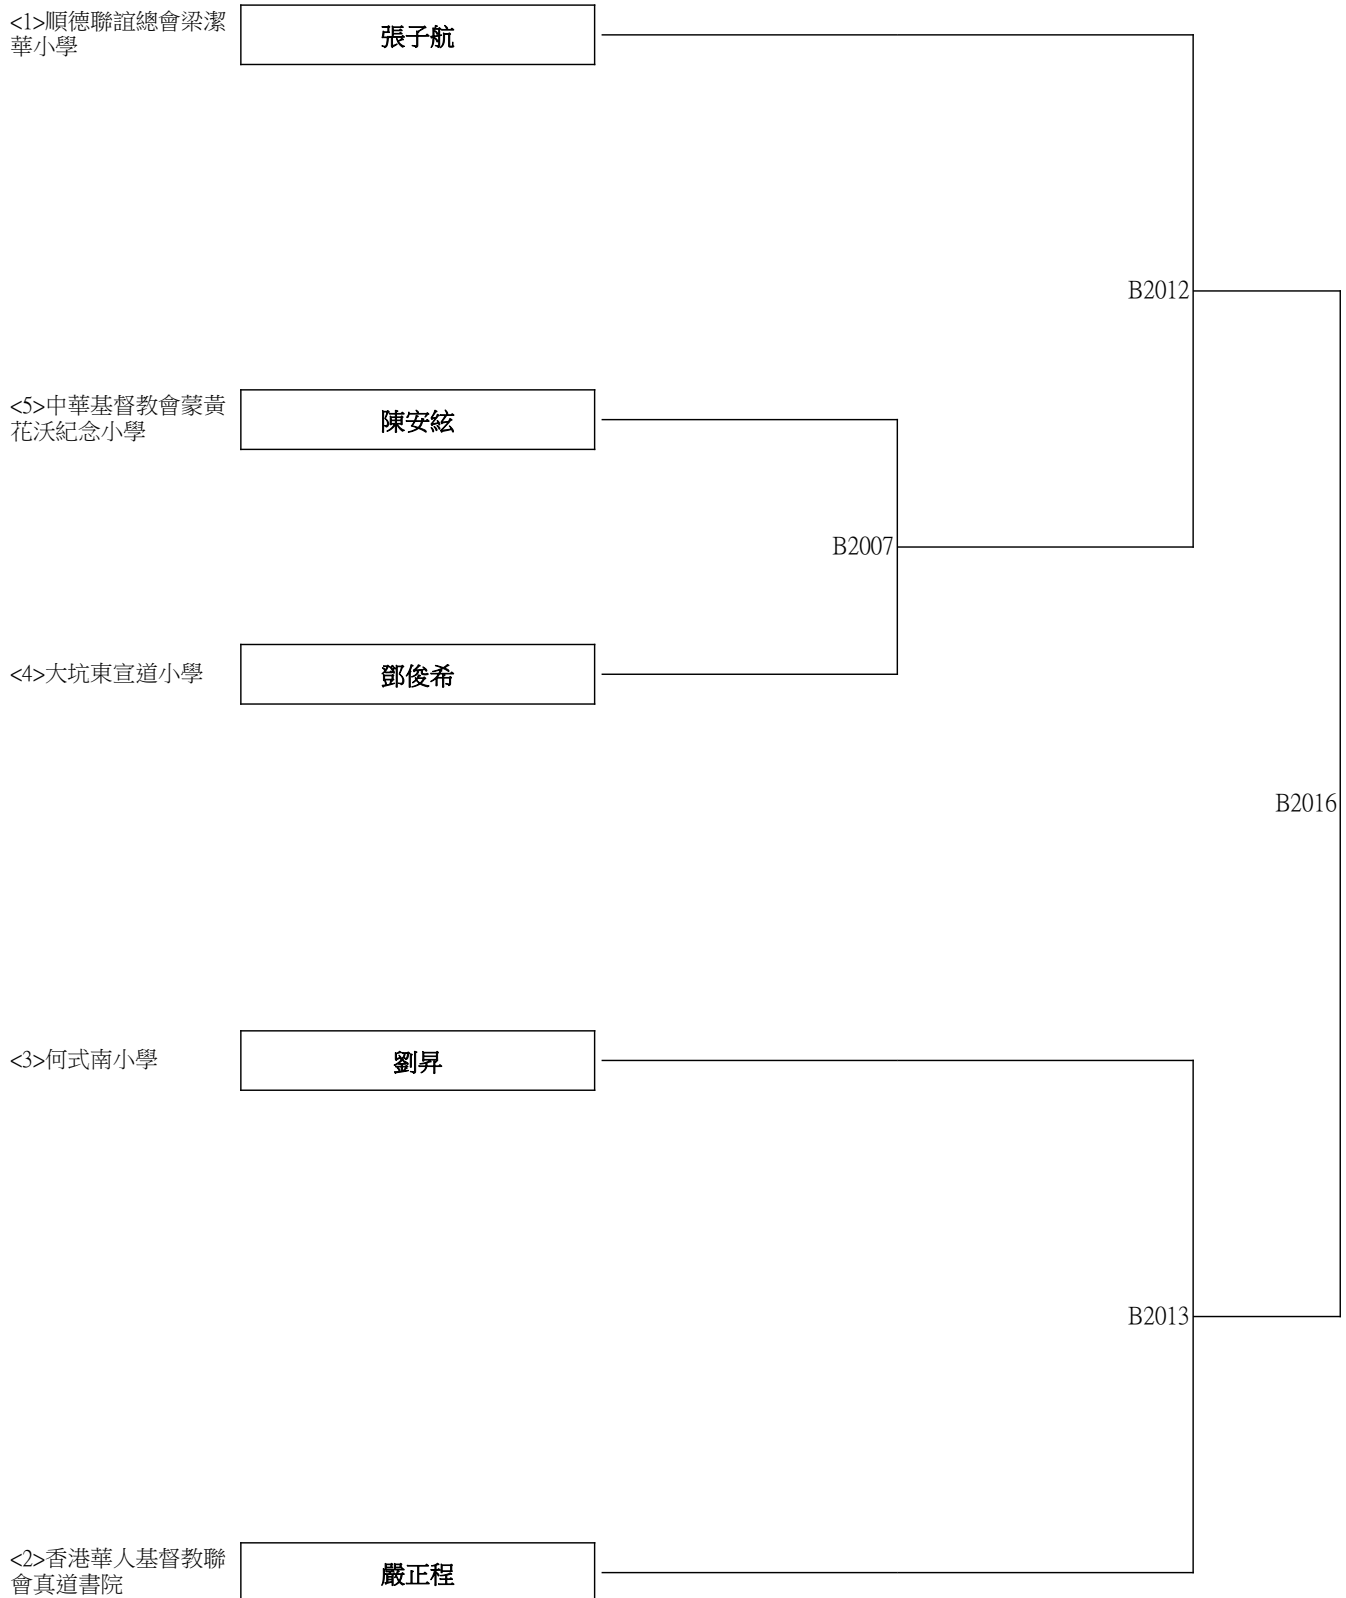 <1>順德聯誼總會梁潔
華小學
張子航
B2012
<5>中華基督教會蒙黃
花沃紀念小學
陳安絃
B2007
<4>大坑東宣道小學
鄧俊希
B2016
<3>何式南小學
劉昇
B2013
<2>香港華人基督教聯
會真道書院
嚴正程